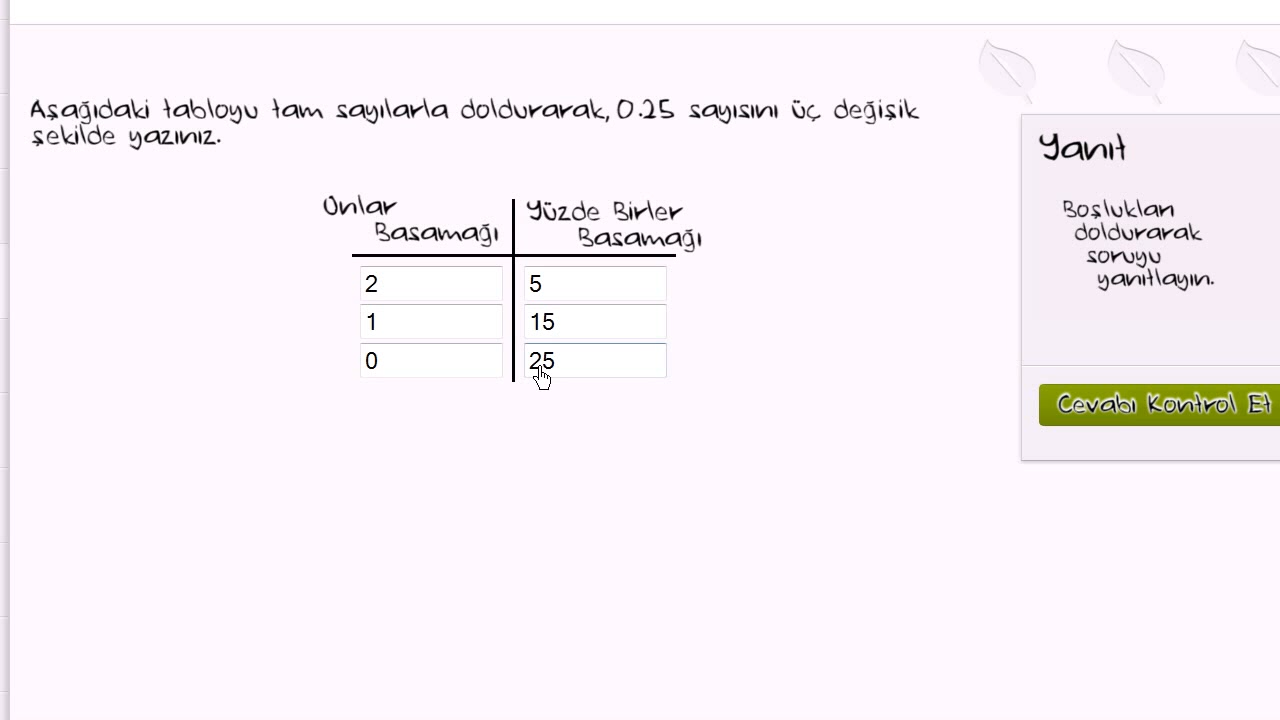 Aşağıdaki tabloyu tam sayılarla doldurarak, 0.25 sayısını üç değişik
şekilde yazınız.
Onlar
Basamağı
Yüzde Birler
Basamağı
2 5
1 15
0 25
Yanıt
Boşlukları
doldurarak
soruyu
yanıtlayın.
Cevabı Kontrol Et